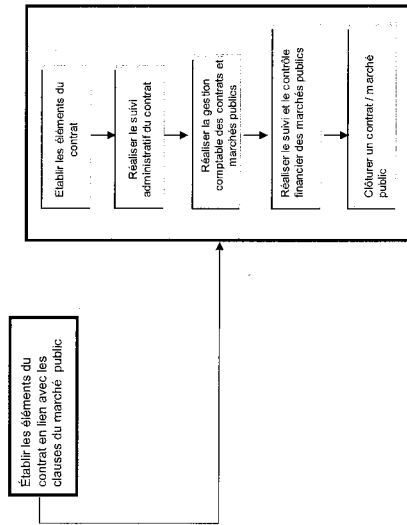 Établir les éléments du
contrat en lien avec les
clauses du marché public
Etablir les éléments du
contrat
Réaliser le suivi
administratif du contrat
Réaliser la gestion
comptable des contrats et
marchés publics
Réaliser le suivi et le contrôle
financier des marchés publics
Clôturer un contrat / marché
public